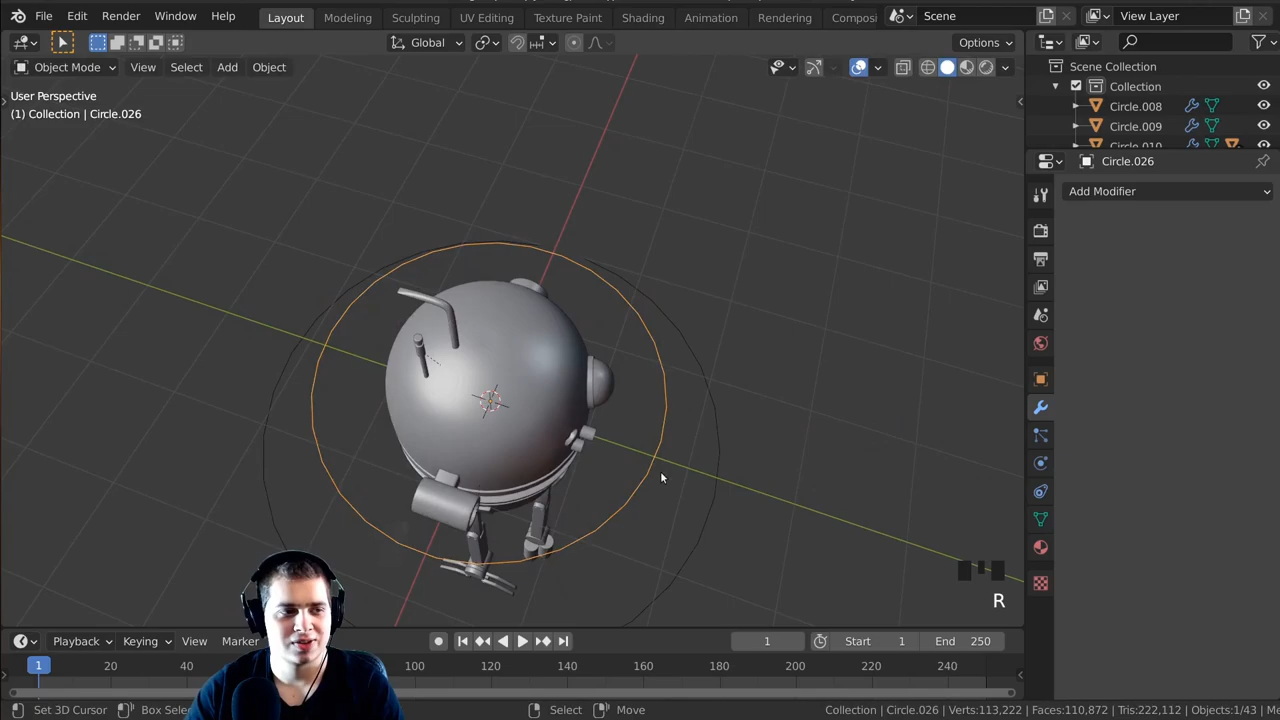 File Edit Render Window Help Layout Modeling Sculpting UV Editing Texture Paint Shading Animation Rendering Scene View Layer
Global Options
Object Mode View Select Add Object
Scene Collection
User Perspective
Collection
(1) Collection | Circle.026
Circle.008
Circle.009
Circle.010
Circle.026
Add Modifier
R
Playback Keying View Marker 1 Start 1 End 250
1 20 40 100 120 140 160 180 200 220 240
Set 3D Cursor Box Select Move Collection | Circle.026 Verts:113,222 | Faces:110,872 | Tris:222,112 | Objects:1/43